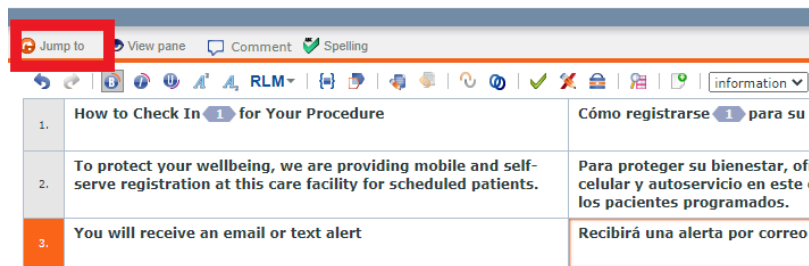 Jump to View pane Comment Spelling
RLM information
1. How to Check In 1 for Your Procedure Cómo registrarse 1 para su
2. To protect your wellbeing, we are providing mobile and self-
serve registration at this care facility for scheduled patients.
Para proteger su bienestar,
celular y autoservicio en este
los pacientes programados.
3. You will receive an email or text alert Recibirá una alerta por correo